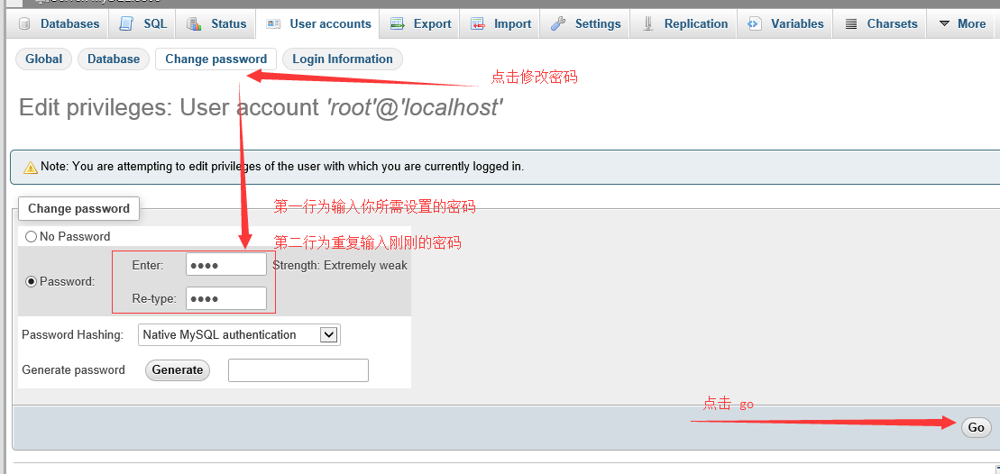 Databases SQL Status User accounts Export Import Settings Replication Variables Charsets More
Global Database Change password Login Information
点击修改密码
Edit privileges: User account 'root'@'localhost'
Note: You are attempting to edit privileges of the user with which you are currently logged in.
Change password
第一行为输入你所需设置的密码
No Password
第二行为重复输入刚刚的密码
Enter: ●●●● Strength: Extremely weak
Password:
Re-type: ●●●●
Password Hashing: Native MySQL authentication
Generate password Generate
点击 go
Go